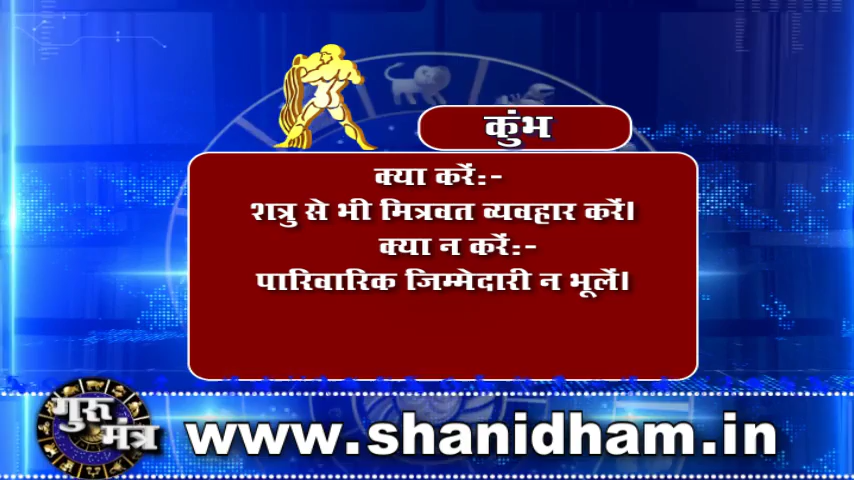 कुंभ
क्या करें:-
शत्रु से भी मित्रवत व्यवहार करें।
क्या न करें:-
पारिवारिक जिम्मेदारी न भूलें।
गुरु
मंत्र
www.shanidham.in